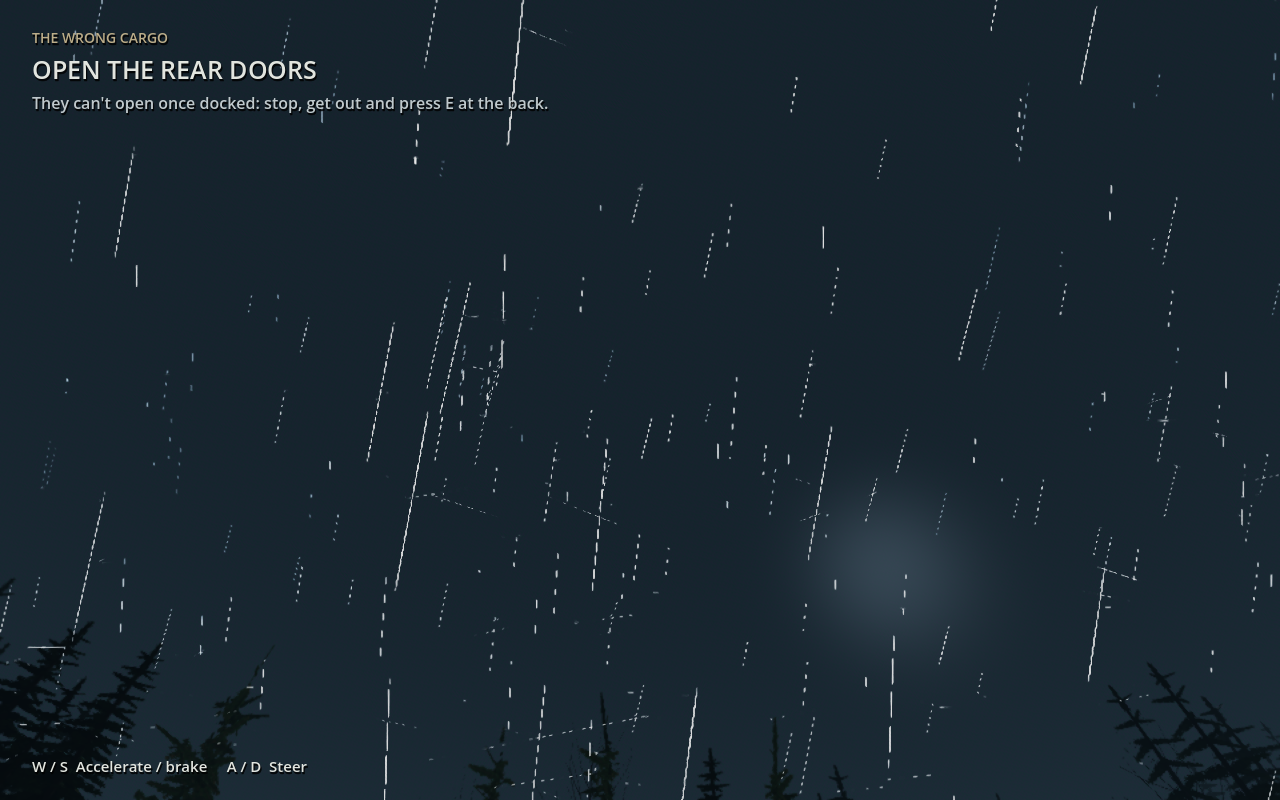 THE WRONG CARGO
OPEN THE REAR DOORS
They can't open once docked: stop, get out and press E at the back.
W / S Accelerate / brake A / D Steer